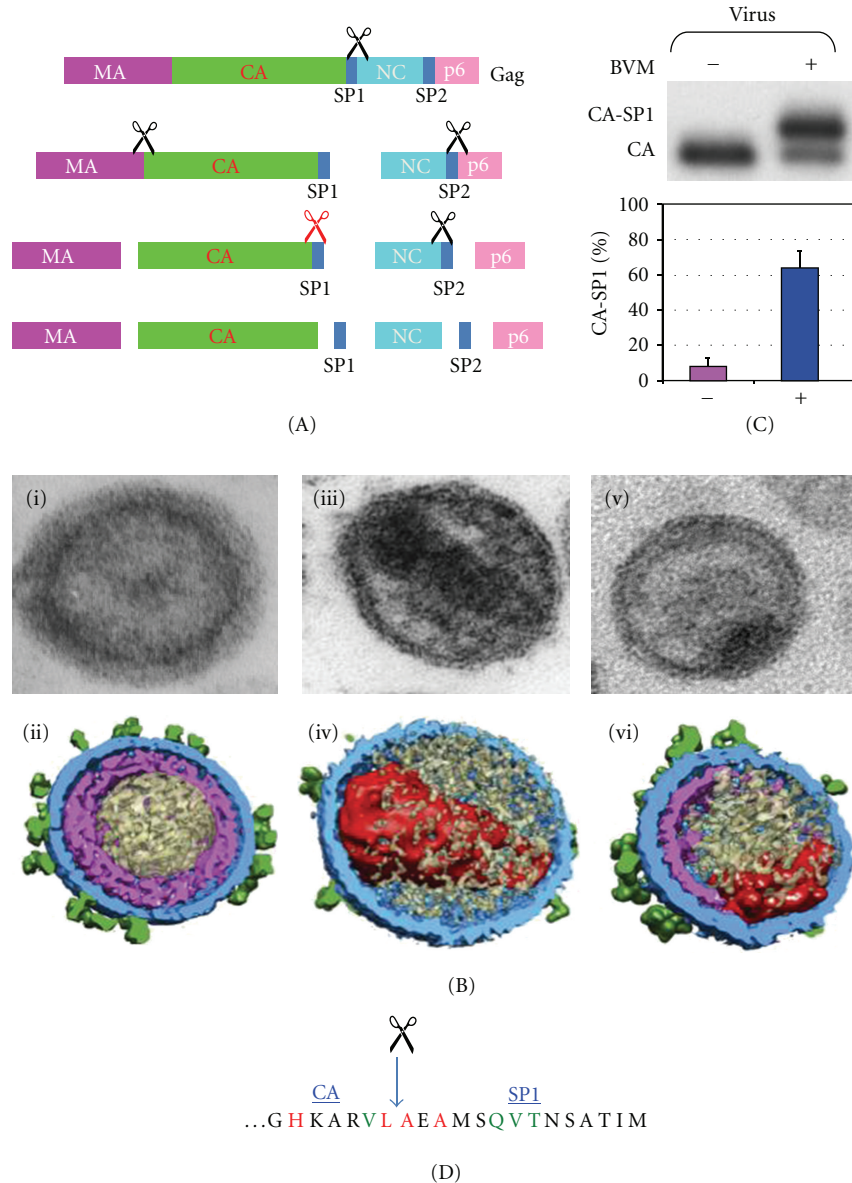 MA CA NC p6 Gag
SP1 SP2
MA CA NC p6
SP1 SP2
MA CA NC p6
SP1 SP2
MA CA NC p6
SP1 SP2
(A)
Virus
BVM − +
CA-SP1
CA
CA-SP1 (%)
100
80
60
40
20
0
− +
(C)
(i) (iii) (v)
(ii) (iv) (vi)
(B)
CA SP1
...GHKARVLAEAMSQVTNSATIM
(D)